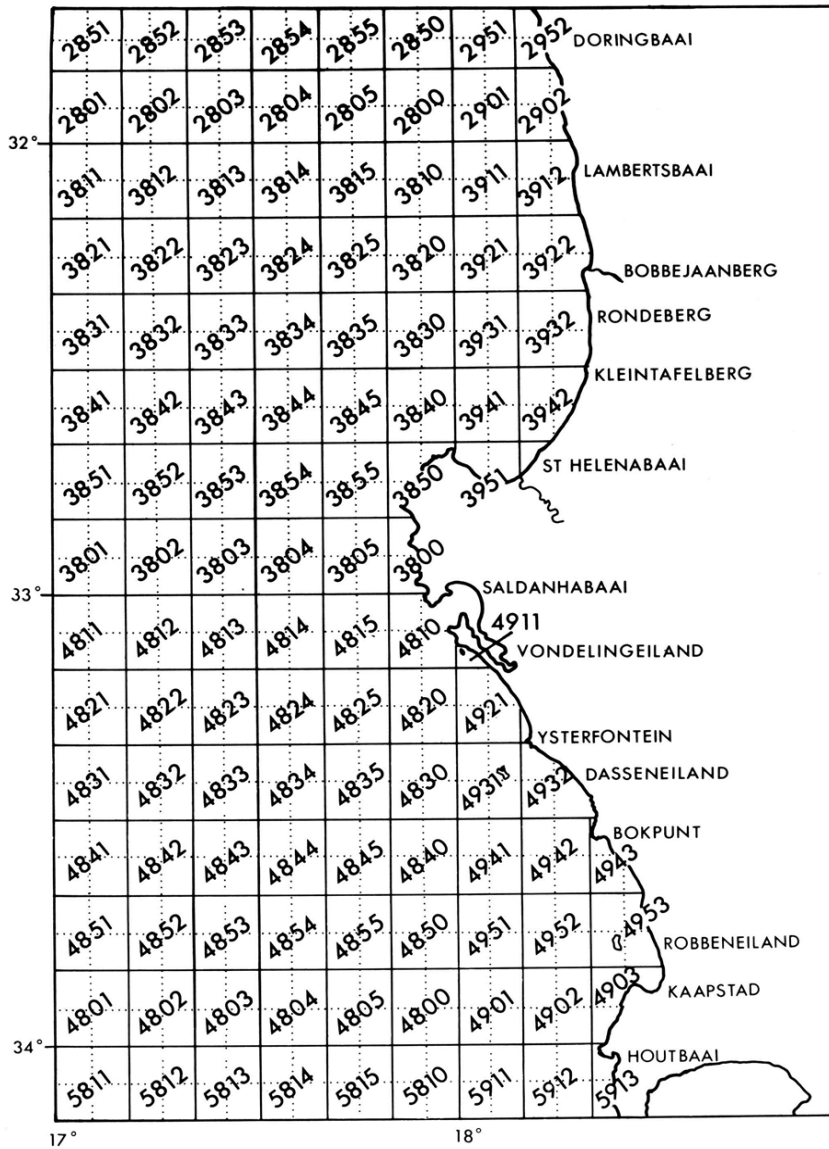 2851 2852 2853 2854 2855 2850 2951 2952 DORINGBAAI
2801 2802 2803 2804 2805 2800 2901 2902
32°
3811 3812 3813 3814 3815 3810 3911 3912 LAMBERTSBAAI
3821 3822 3823 3824 3825 3820 3921 3922 BOBBEJAANBERG
3831 3832 3833 3834 3835 3830 3931 3932 RONDEBERG
KLEINTAFELBERG
3841 3842 3843 3844 3845 3840 3941 3942
ST HELENABAAI
3851 3852 3853 3854 3855 3850 3951
3801 3802 3803 3804 3805 3800
33° SALDANHABAAI
4911
4811 4812 4813 4814 4815 4810 VONDELINGEILAND
4821 4822 4823 4824 4825 4820 4921 YSTERFONTEIN
4831 4832 4833 4834 4835 4830 4931 4932 DASSENEILAND
BOKPUNT
4841 4842 4843 4844 4845 4840 4941 4942 4943
4851 4852 4853 4854 4855 4850 4951 4952 4953 ROBBENEILAND
4801 4802 4803 4804 4805 4800 4901 4902 4903 KAAPSTAD
34° HOUTBAAI
5811 5812 5813 5814 5815 5810 5911 5912 5913
17° 18°